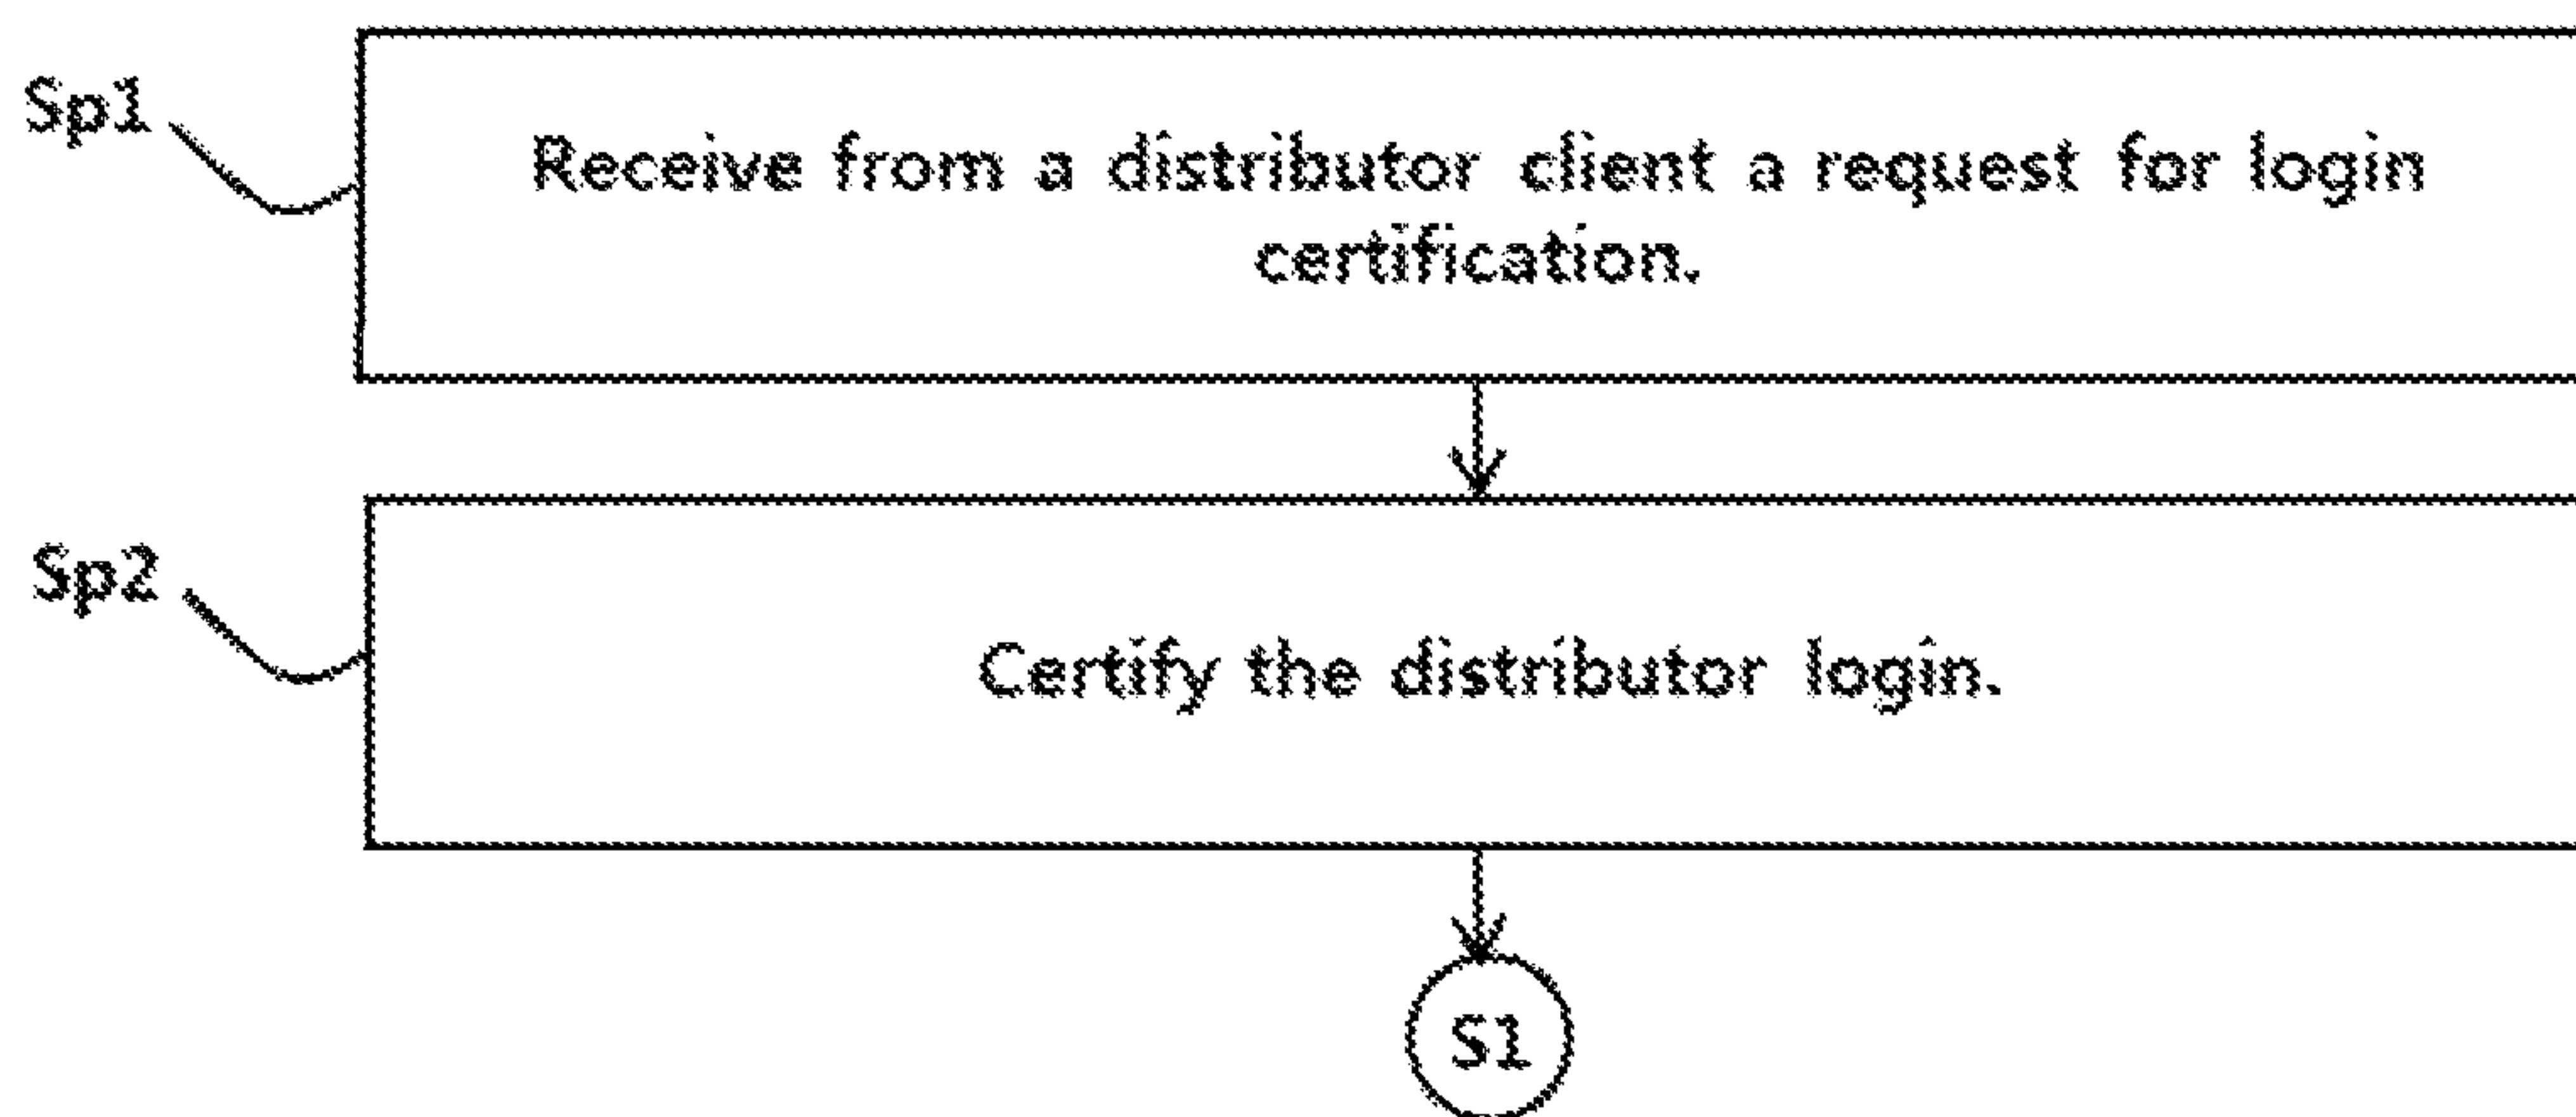 Sp1
Receive from a distributor client a request for login
certification.
Sp2
Certify the distributor login.
S1